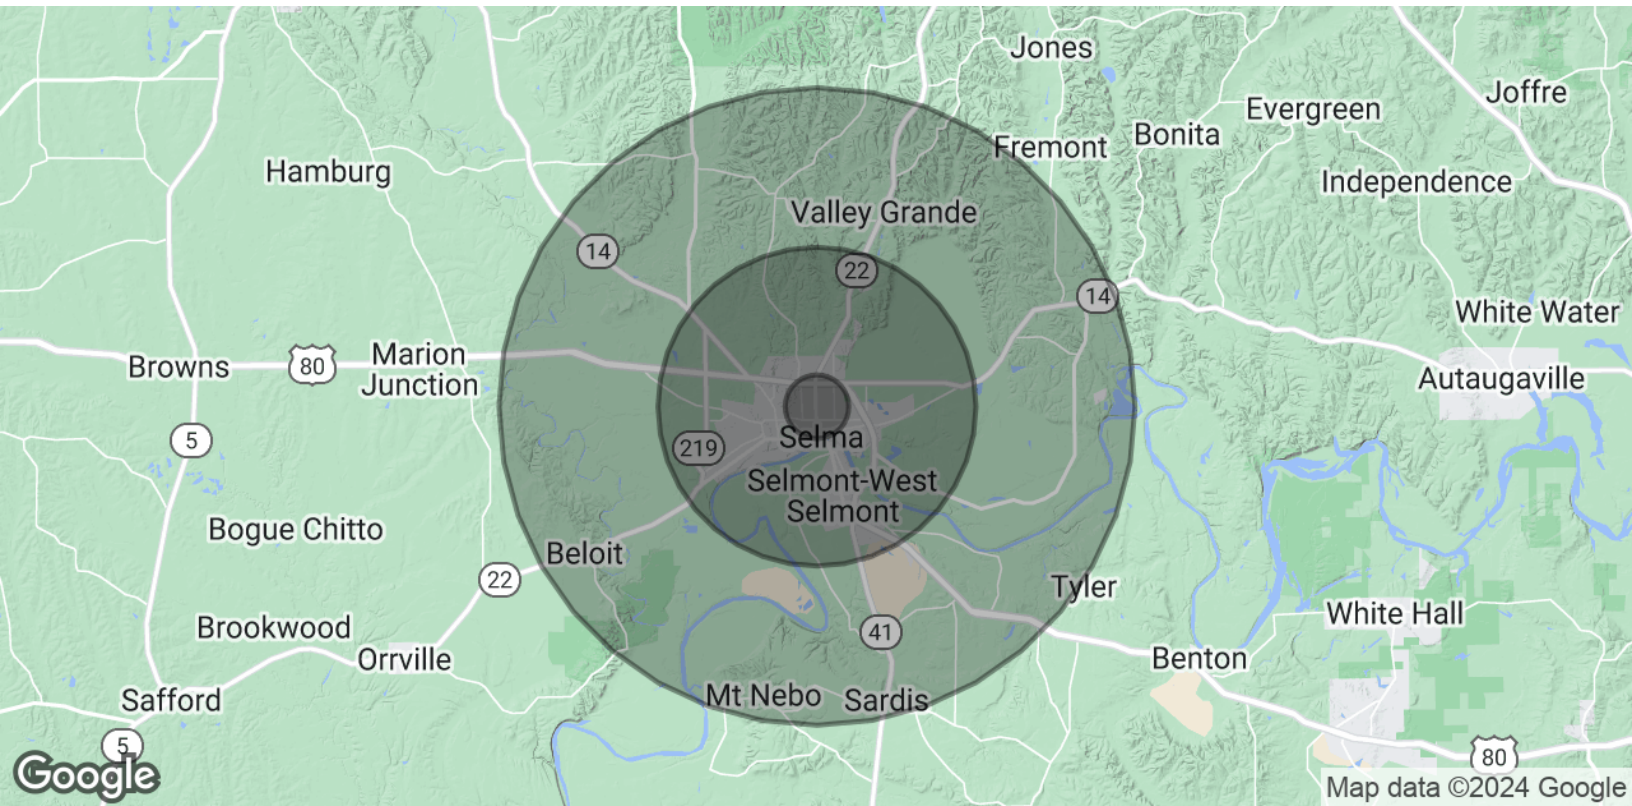 Jones
Joffre
Evergreen
Bonita
Fremont
Hamburg
Independence
Valley Grande
14
22
14
White Water
Browns
80
Marion
Junction
Autaugaville
5
219
Selma
Selmont-West
Selmont
Bogue Chitto
Beloit
22
Tyler
White Hall
Brookwood
41
Orrville
Benton
Safford
Mt Nebo
Sardis
5
80
Google
Map data ©2024 Google